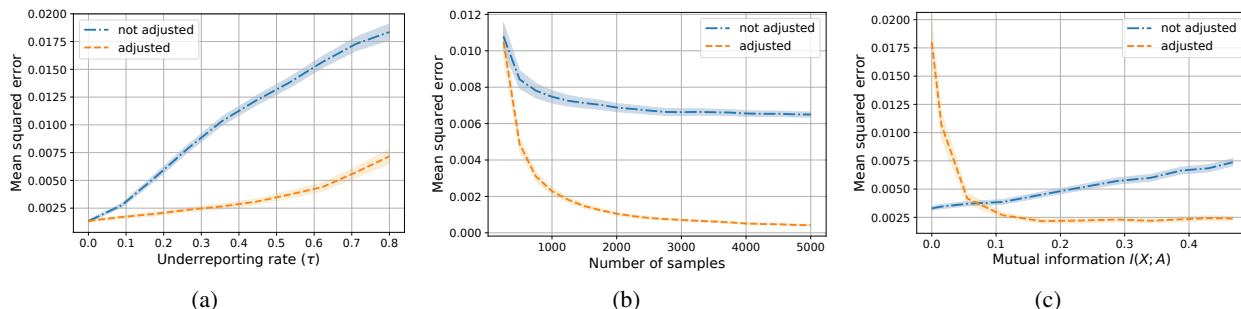 Mean squared error
0.0200
0.0175
0.0150
0.0125
0.0100
0.0075
0.0050
0.0025
not adjusted
adjusted
0.0 0.1 0.2 0.3 0.4 0.5 0.6 0.7 0.8
Underreporting rate (τ)
(a)
Mean squared error
0.010
0.008
0.006
0.004
0.002
0.000
not adjusted
adjusted
1000 2000 3000 4000 5000
Number of samples
(b)
Mean squared error
0.0200
0.0175
0.0150
0.0125
0.0100
0.0075
0.0050
0.0025
not adjusted
adjusted
0.0 0.1 0.2 0.3 0.4
Mutual information I(X; A)
(c)